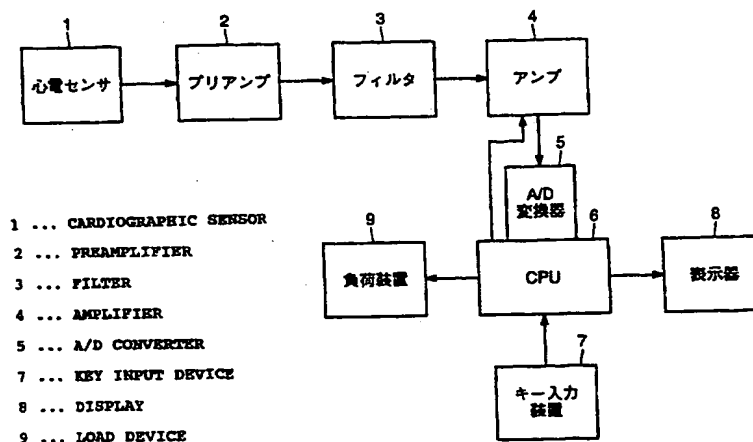 1
2
3
4
心電センサ
プリアンプ
フィルタ
アンプ
5
A/D
変換器
9
6
8
負荷装置
CPU
表示器
7
キー入力
装置
1 ... CARDIOGRAPHIC SENSOR
2 ... PREAMPLIFIER
3 ... FILTER
4 ... AMPLIFIER
5 ... A/D CONVERTER
7 ... KEY INPUT DEVICE
8 ... DISPLAY
9 ... LOAD DEVICE